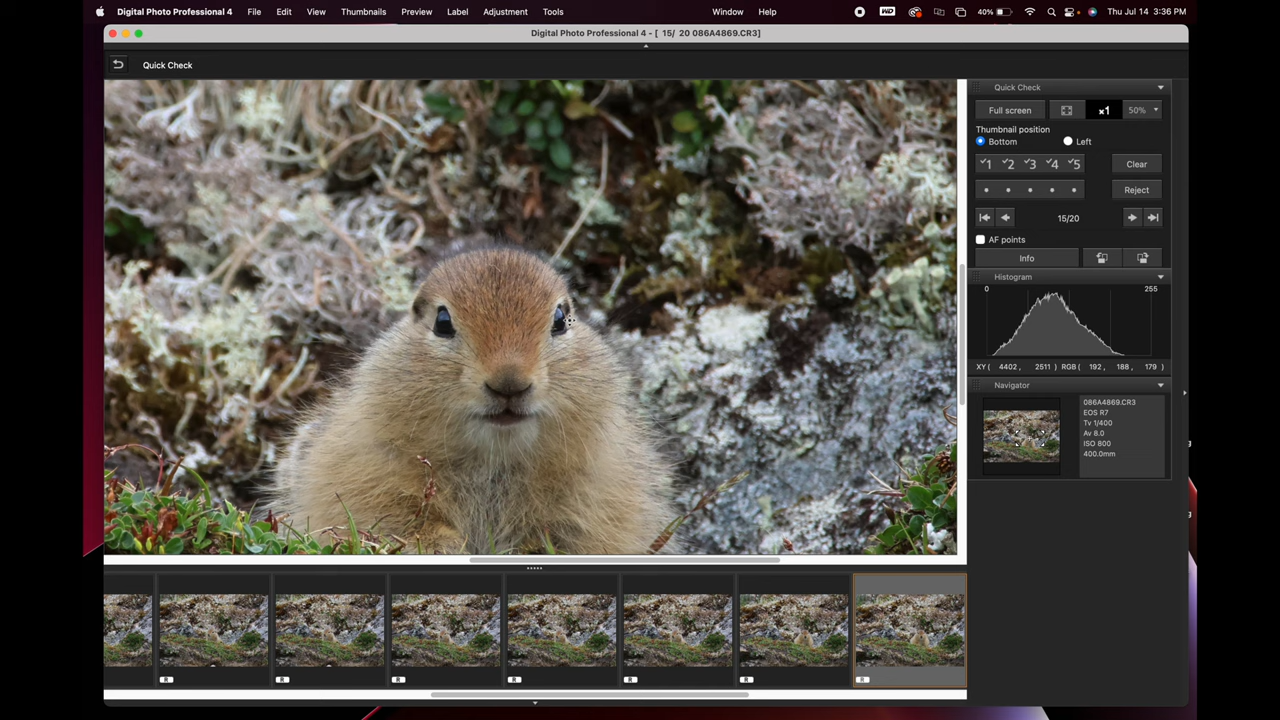 Digital Photo Professional 4 File Edit View Thumbnails Preview Label Adjustment Tools Window Help WD 40% Thu Jul 14 3:36 PM
Digital Photo Professional 4 - [ 15/ 20 086A4869.CR3]
Quick Check
Quick Check
Full screen x1 50%
Thumbnail position
Bottom Left
1 2 3 4 5 Clear
Reject
15/20
AF points
Info
Histogram
0 255
XY( 4402, 2511 ) RGB( 192, 188, 179 )
Navigator
086A4869.CR3
EOS R7
Tv 1/400
Av 8.0
ISO 800
400.0mm
g
g
R R R R R R R